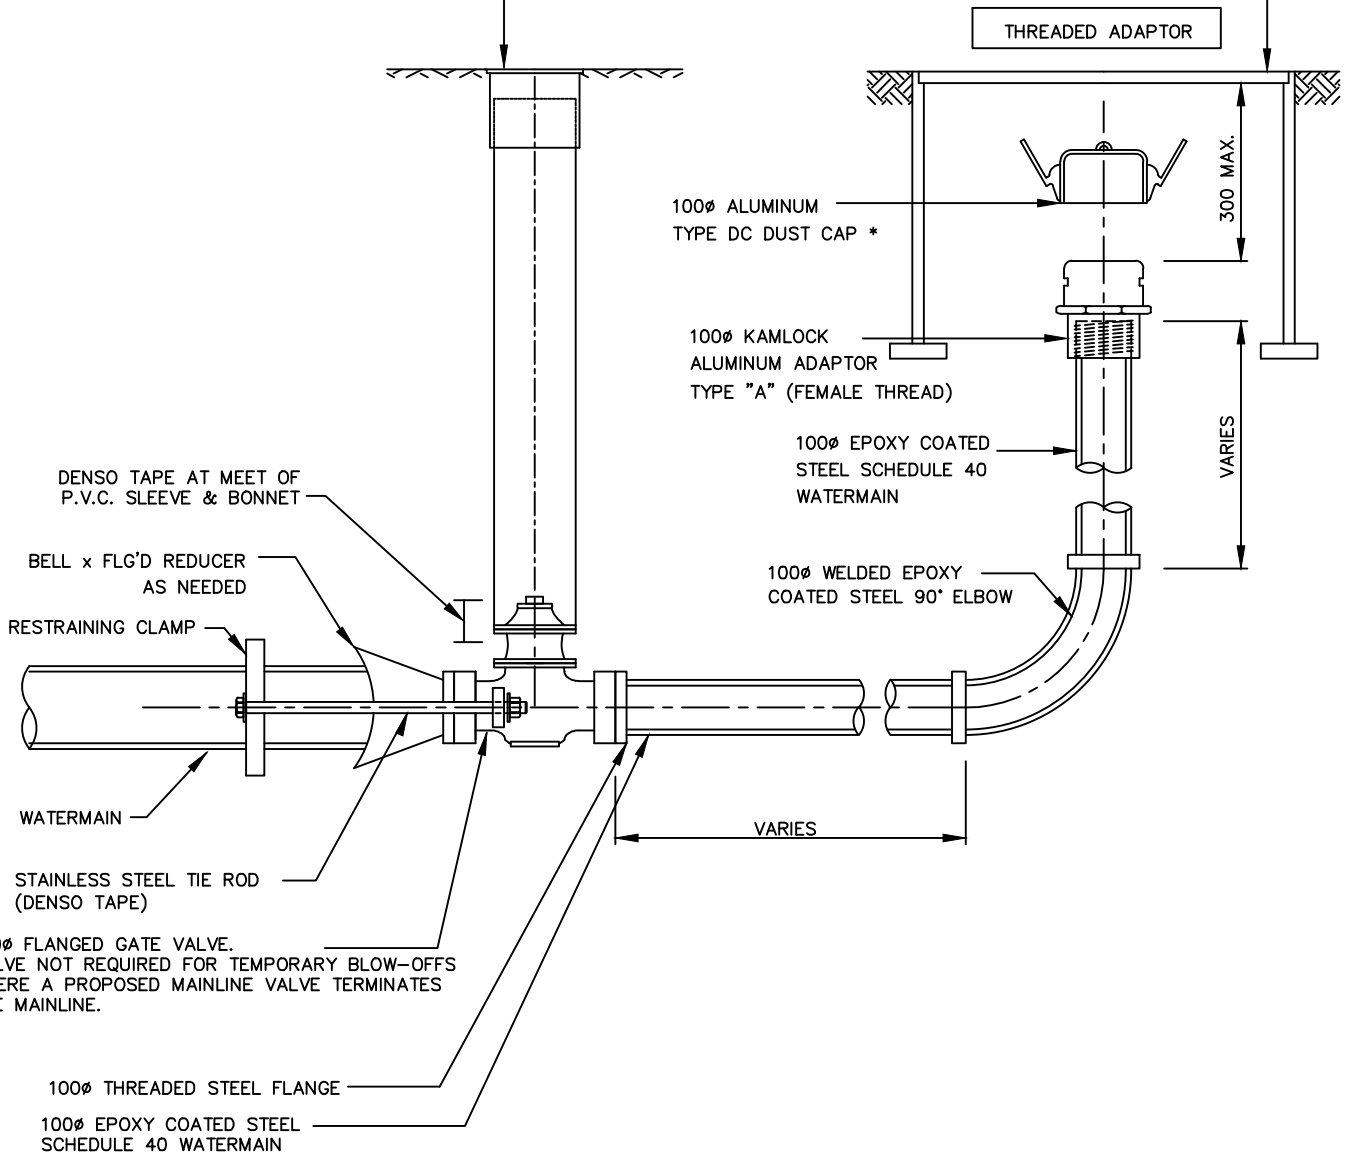 THREADED ADAPTOR
300 MAX.
100ø ALUMINUM
TYPE DC DUST CAP *
100ø KAMLOCK
ALUMINUM ADAPTOR
TYPE "A" (FEMALE THREAD)
100ø EPOXY COATED
STEEL SCHEDULE 40
WATERMAIN
VARIES
DENSO TAPE AT MEET OF
P.V.C. SLEEVE & BONNET
BELL x FLG'D REDUCER
AS NEEDED
100ø WELDED EPOXY
COATED STEEL 90° ELBOW
RESTRAINING CLAMP
WATERMAIN
VARIES
STAINLESS STEEL TIE ROD
(DENSO TAPE)
FLANGED GATE VALVE.
NOT REQUIRED FOR TEMPORARY BLOW-OFFS
A PROPOSED MAINLINE VALVE TERMINATES
MAINLINE.
100ø THREADED STEEL FLANGE
100ø EPOXY COATED STEEL
SCHEDULE 40 WATERMAIN